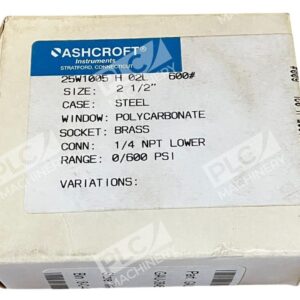 ASHCROFT®
Instruments
STRATFORD, CONNECTICUT
25W1005 H 02L 600#
SIZE: 2 1/2"
CASE: STEEL
WINDOW: POLYCARBONATE
SOCKET: BRASS
CONN: 1/4 NPT LOWER
RANGE: 0/600 PSI
VARIATIONS:
PLC
MACHINERY
600#